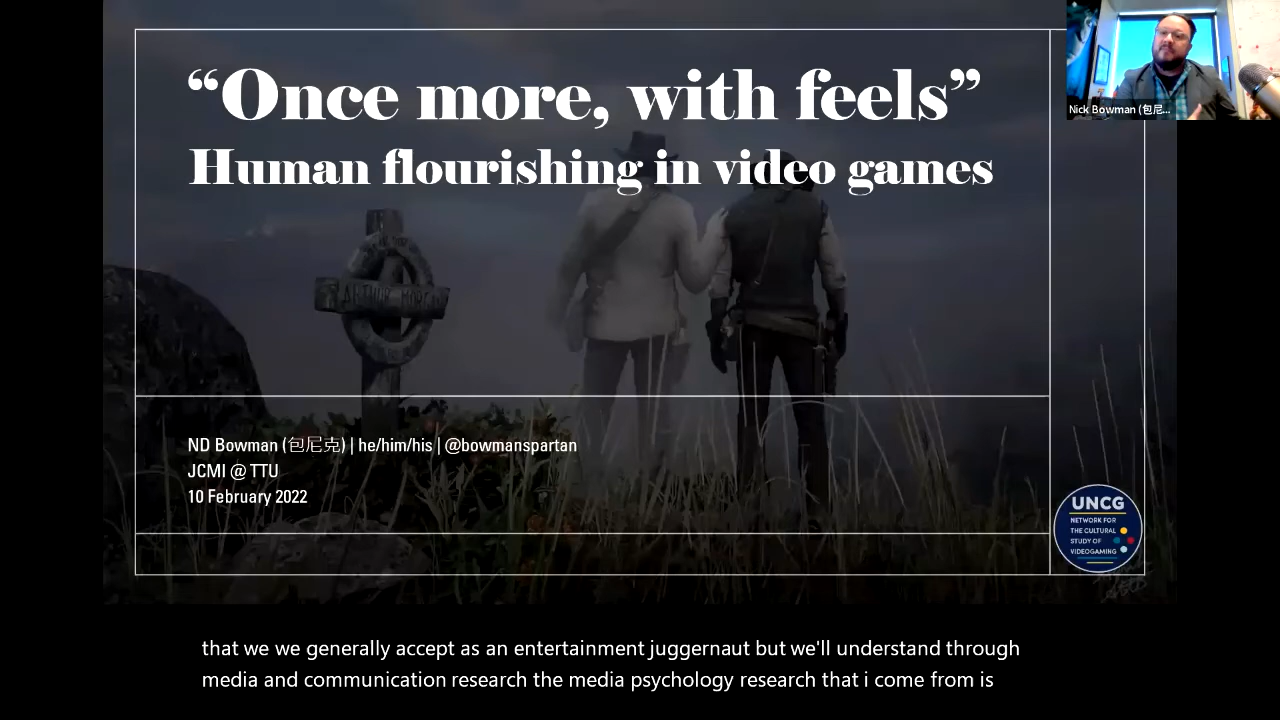 “Once more, with feels”
Human flourishing in video games
Nick Bowman (包尼...
ARTHUR MORGAN
ND Bowman (包尼克) | he/him/his | @bowmanspartan
JCMI @ TTU
10 February 2022
UNCG
NETWORK FOR
THE CULTURAL
STUDY OF
VIDEOGAMING
that we we generally accept as an entertainment juggernaut but we'll understand through
media and communication research the media psychology research that i come from is